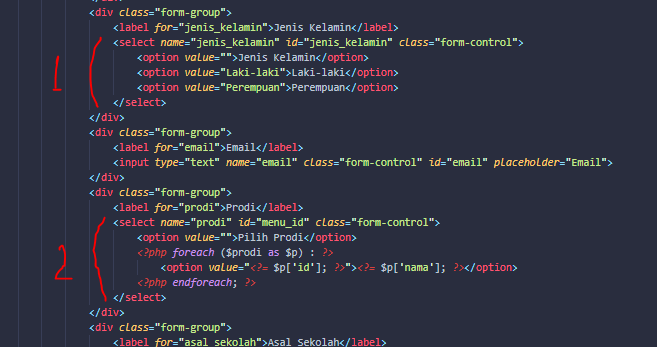 </div>
<div class="form-group">
<label for="jenis_kelamin">Jenis Kelamin</label>
<select name="jenis_kelamin" id="jenis_kelamin" class="form-control">
<option value="">Jenis Kelamin</option>
1
<option value="Laki-laki">Laki-laki</option>
<option value="Perempuan">Perempuan</option>
</select>
</div>
<div class="form-group">
<label for="email">Email</label>
<input type="text" name="email" class="form-control" id="email" placeholder="Email">
</div>
<div class="form-group">
<label for="prodi">Prodi</label>
<select name="prodi" id="menu_id" class="form-control">
<option value="">Pilih Prodi</option>
<?php foreach ($prodi as $p) : ?>
2
<option value="<?= $p['id']; ?>"><?= $p['nama']; ?></option>
<?php endforeach; ?>
</select>
</div>
<div class="form-group">
<label for="asal_sekolah">Asal Sekolah</label>